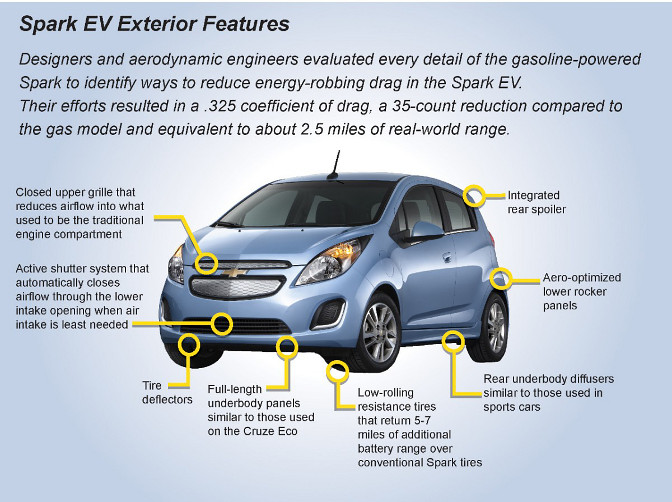 Spark EV Exterior Features
Designers and aerodynamic engineers evaluated every detail of the gasoline-powered
Spark to identify ways to reduce energy-robbing drag in the Spark EV.
Their efforts resulted in a .325 coefficient of drag, a 35-count reduction compared to
the gas model and equivalent to about 2.5 miles of real-world range.
Closed upper grille that
reduces airflow into what
used to be the traditional
engine compartment
Active shutter system that
automatically closes
airflow through the lower
intake opening when air
intake is least needed
Integrated
rear spoiler
Aero-optimized
lower rocker
panels
Tire
deflectors
Full-length
underbody panels
similar to those used
on the Cruze Eco
Low-rolling
resistance tires
that return 5-7
miles of additional
battery range over
conventional Spark tires
Rear underbody diffusers
similar to those used in
sports cars